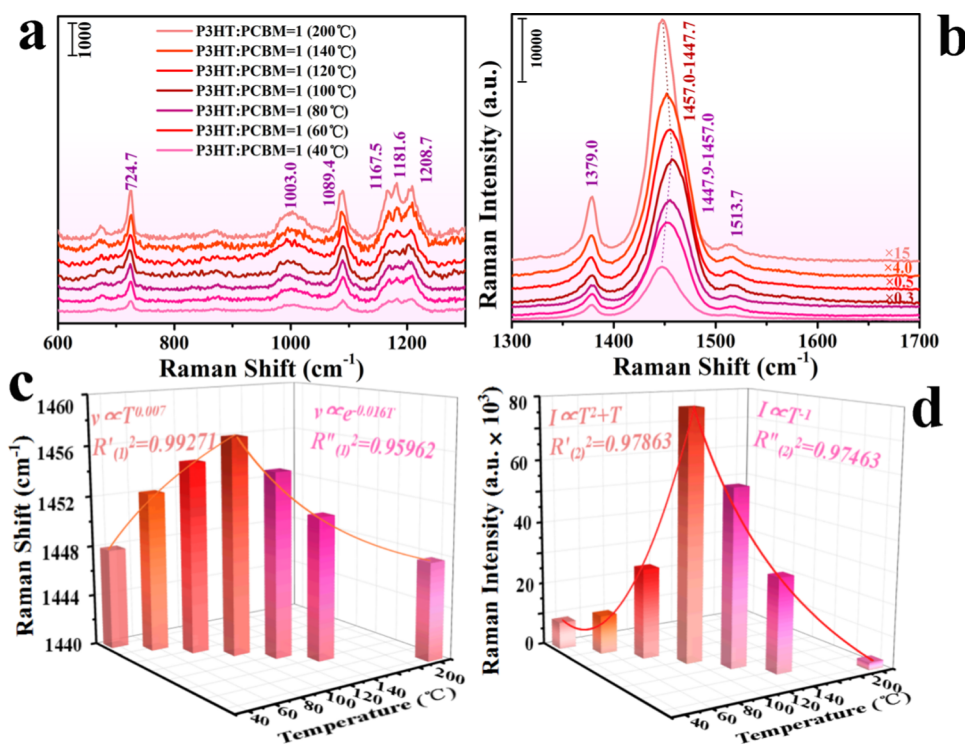 a
1000
P3HT:PCBM=1 (200℃)
P3HT:PCBM=1 (140℃)
P3HT:PCBM=1 (120℃)
P3HT:PCBM=1 (100℃)
P3HT:PCBM=1 (80℃)
P3HT:PCBM=1 (60℃)
P3HT:PCBM=1 (40℃)
724.7
1003.0
1089.4
1167.5
1181.6
1208.7
600 800 1000 1200
Raman Shift (cm⁻¹)
b
10000
Raman Intensity (a.u.)
1379.0
1457.0-1447.7
1447.9-1457.0
1513.7
×15
×4.0
×0.5
×0.3
1300 1400 1500 1600 1700
Raman Shift (cm⁻¹)
c
ν∝T⁰·⁰⁰⁷
R'₍₁₎²=0.99271
ν∝e⁻⁰·⁰¹⁶ᵀ
R''₍₁₎²=0.95962
Raman Shift (cm⁻¹)
1460
1456
1452
1448
1444
1440
40 60 80 100 120 140 200
Temperature (℃)
d
I∝T²+T
R'₍₂₎²=0.97863
I∝T⁻¹
R''₍₂₎²=0.97463
Raman Intensity (a.u. × 10³)
80
60
40
20
0
40 60 80 100 120 140 200
Temperature (℃)